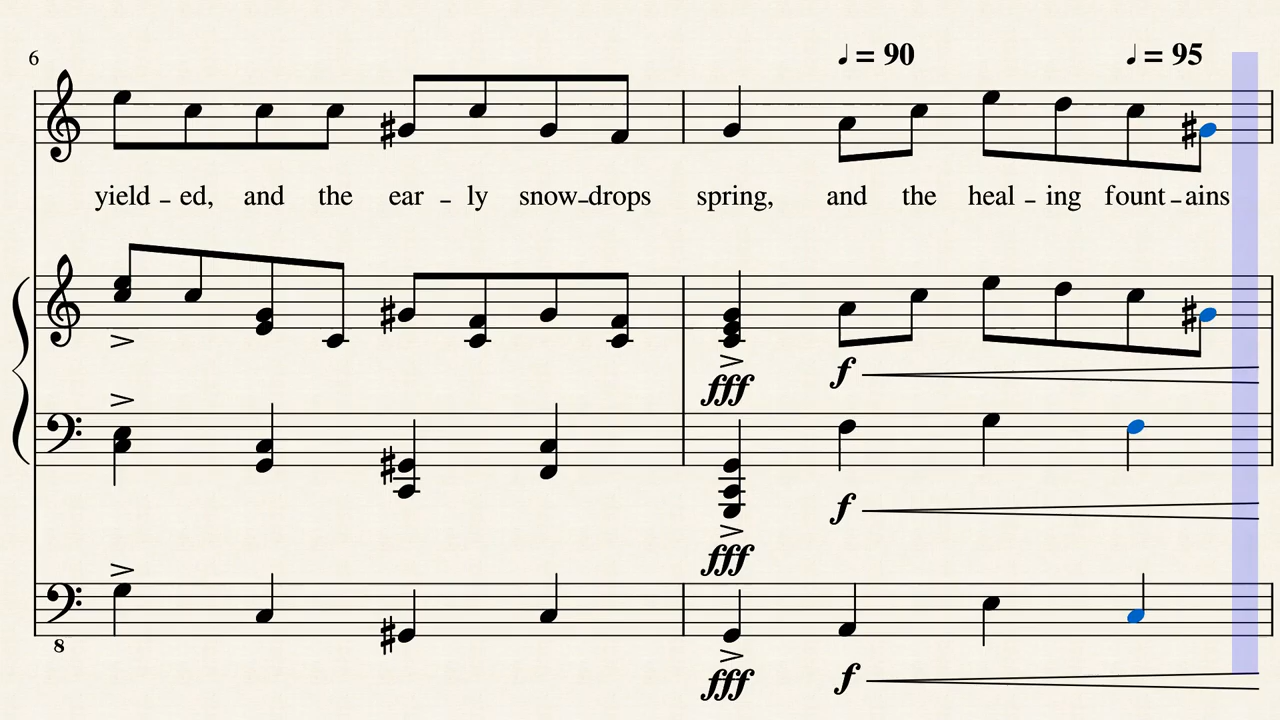 6
♩ = 90 ♩ = 95
yield – ed, and the ear – ly snow–drops spring, and the heal – ing fount – ains
fff f
f
fff
8
fff f